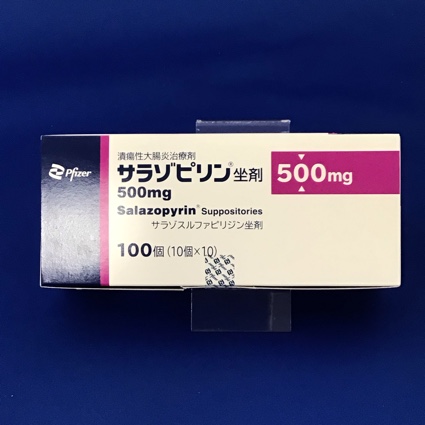 Pfizer
潰瘍性大腸炎治療剤
サラゾピリン®坐剤
500mg
500mg
Salazopyrin® Suppositories
サラゾスルファピリジン坐剤
100個(10個×10)